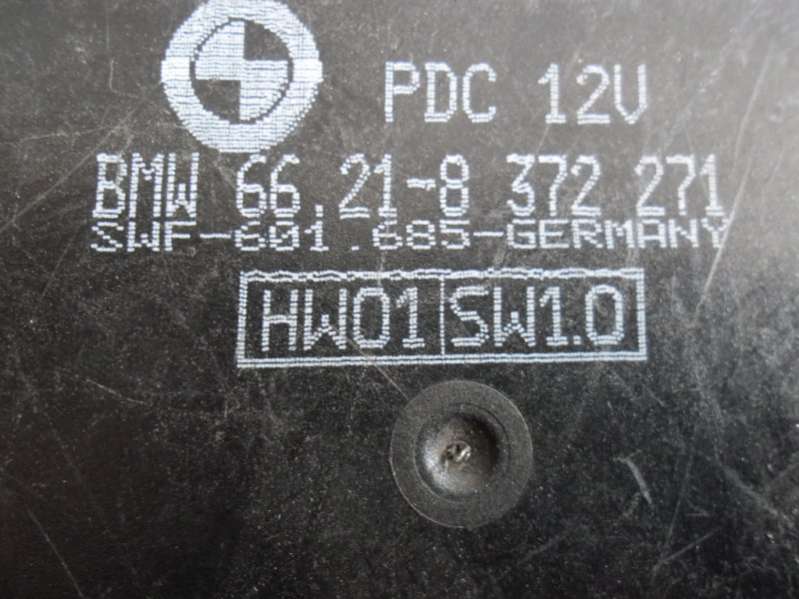 PDC 12V
BMW 66.21-8 372 271
SWF-601.685-GERMANY
HW01 SW1.0